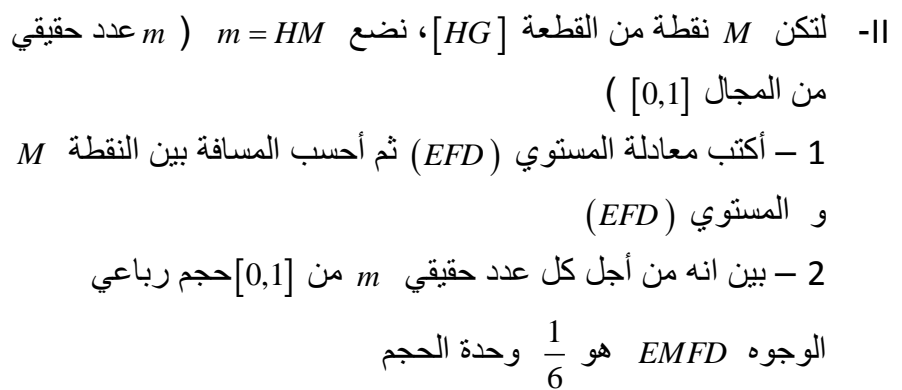 II- لتكن M نقطة من القطعة [HG]، نضع m = HM ( m عدد حقيقي
من المجال [0,1] )
1 – أكتب معادلة المستوي (EFD) ثم أحسب المسافة بين النقطة M
و المستوي (EFD)
2 – بين انه من أجل كل عدد حقيقي m من [0,1] حجم رباعي
الوجوه EMFD هو 1/6 وحدة الحجم